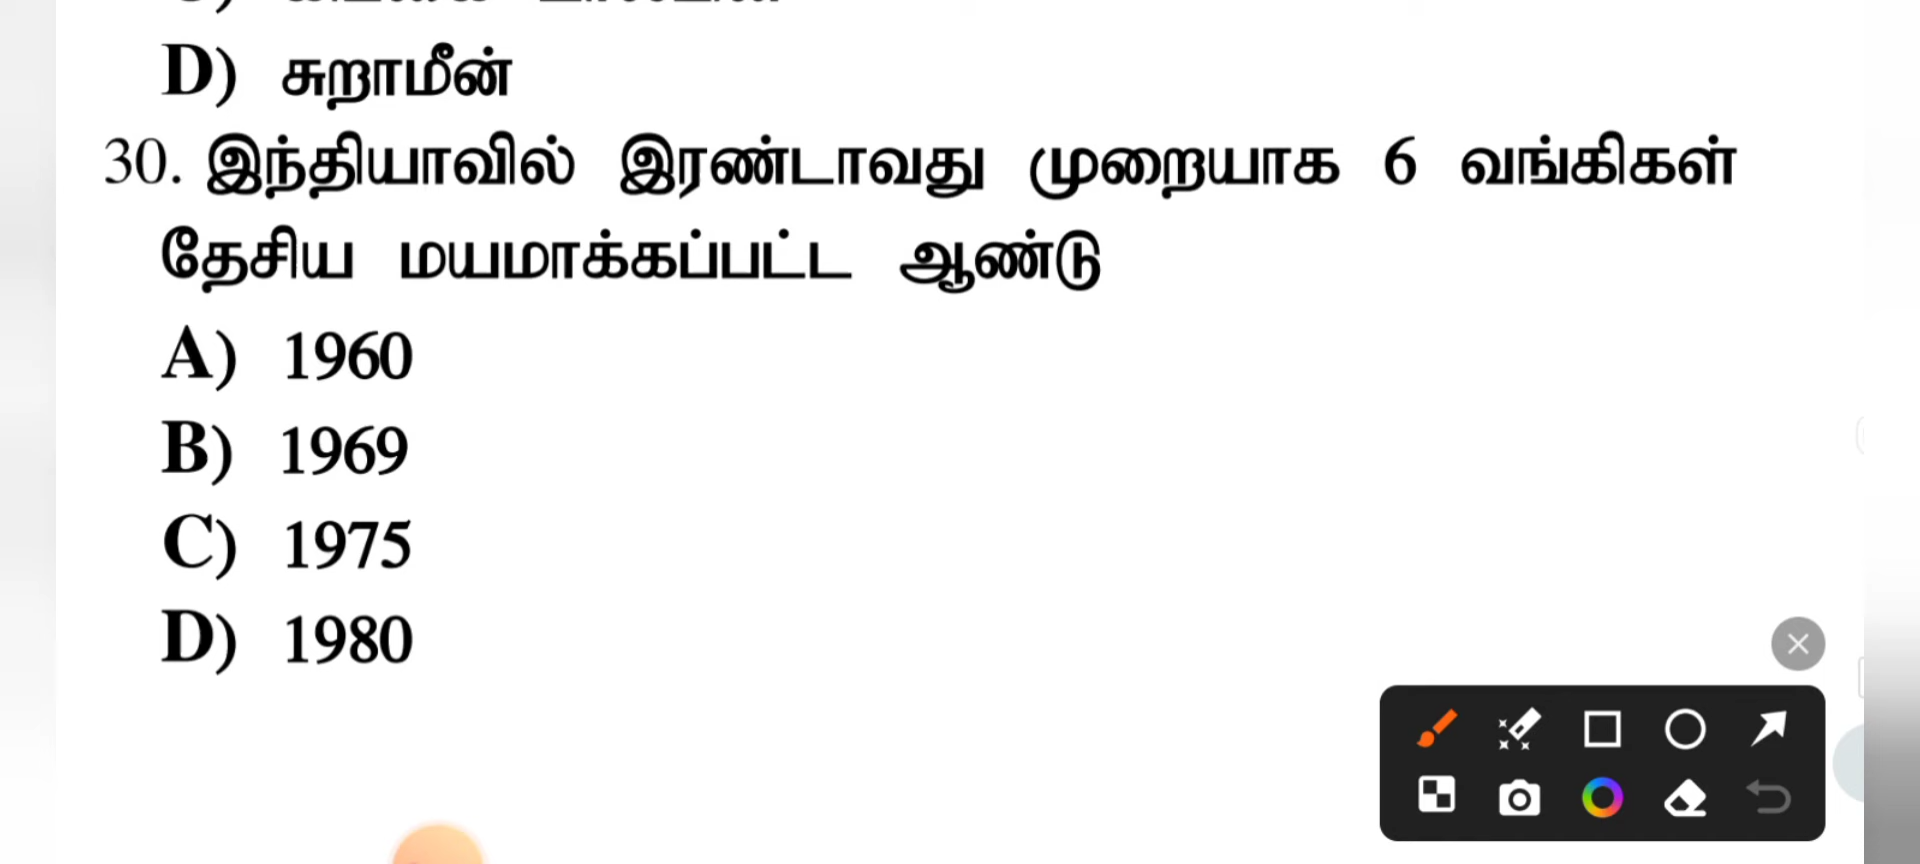 D) சுறாமீன்
30. இந்தியாவில் இரண்டாவது முறையாக 6 வங்கிகள்
தேசிய மயமாக்கப்பட்ட ஆண்டு
A) 1960
B) 1969
C) 1975
D) 1980